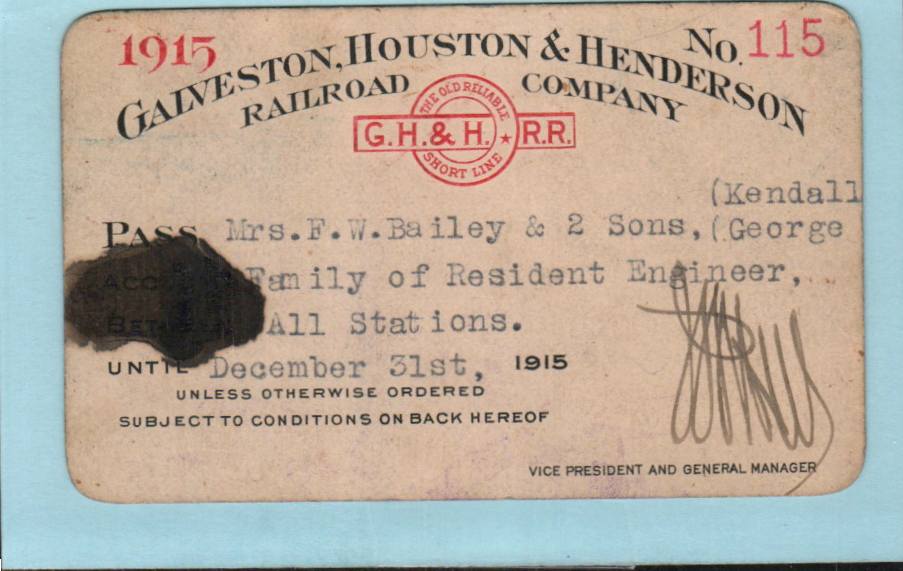 1915
No. 115
GALVESTON, HOUSTON & HENDERSON
RAILROAD COMPANY
THE OLD RELIABLE
G.H.& H. ★ R.R.
SHORT LINE
(Kendall
PASS Mrs.F.W.Bailey & 2 Sons,(George
ACC Family of Resident Engineer,
BETWEEN All Stations.
UNTIL December 31st, 1915
UNLESS OTHERWISE ORDERED
SUBJECT TO CONDITIONS ON BACK HEREOF
VICE PRESIDENT AND GENERAL MANAGER